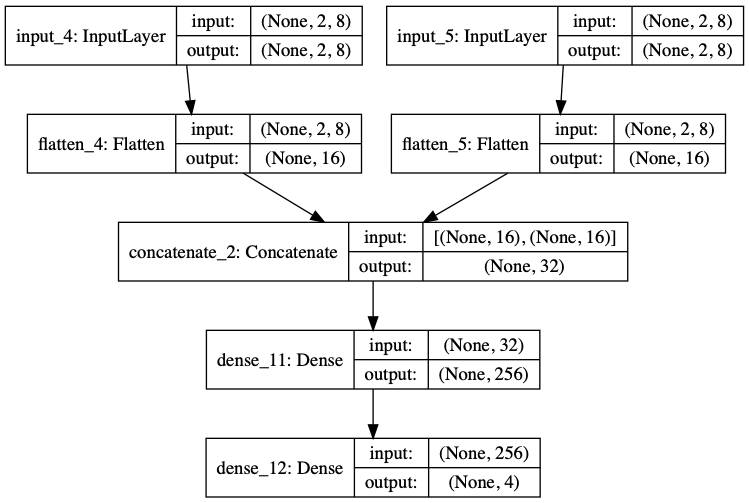 input_4: InputLayer input: (None, 2, 8)
output: (None, 2, 8)
input_5: InputLayer input: (None, 2, 8)
output: (None, 2, 8)
flatten_4: Flatten input: (None, 2, 8)
output: (None, 16)
flatten_5: Flatten input: (None, 2, 8)
output: (None, 16)
concatenate_2: Concatenate input: [(None, 16), (None, 16)]
output: (None, 32)
dense_11: Dense input: (None, 32)
output: (None, 256)
dense_12: Dense input: (None, 256)
output: (None, 4)